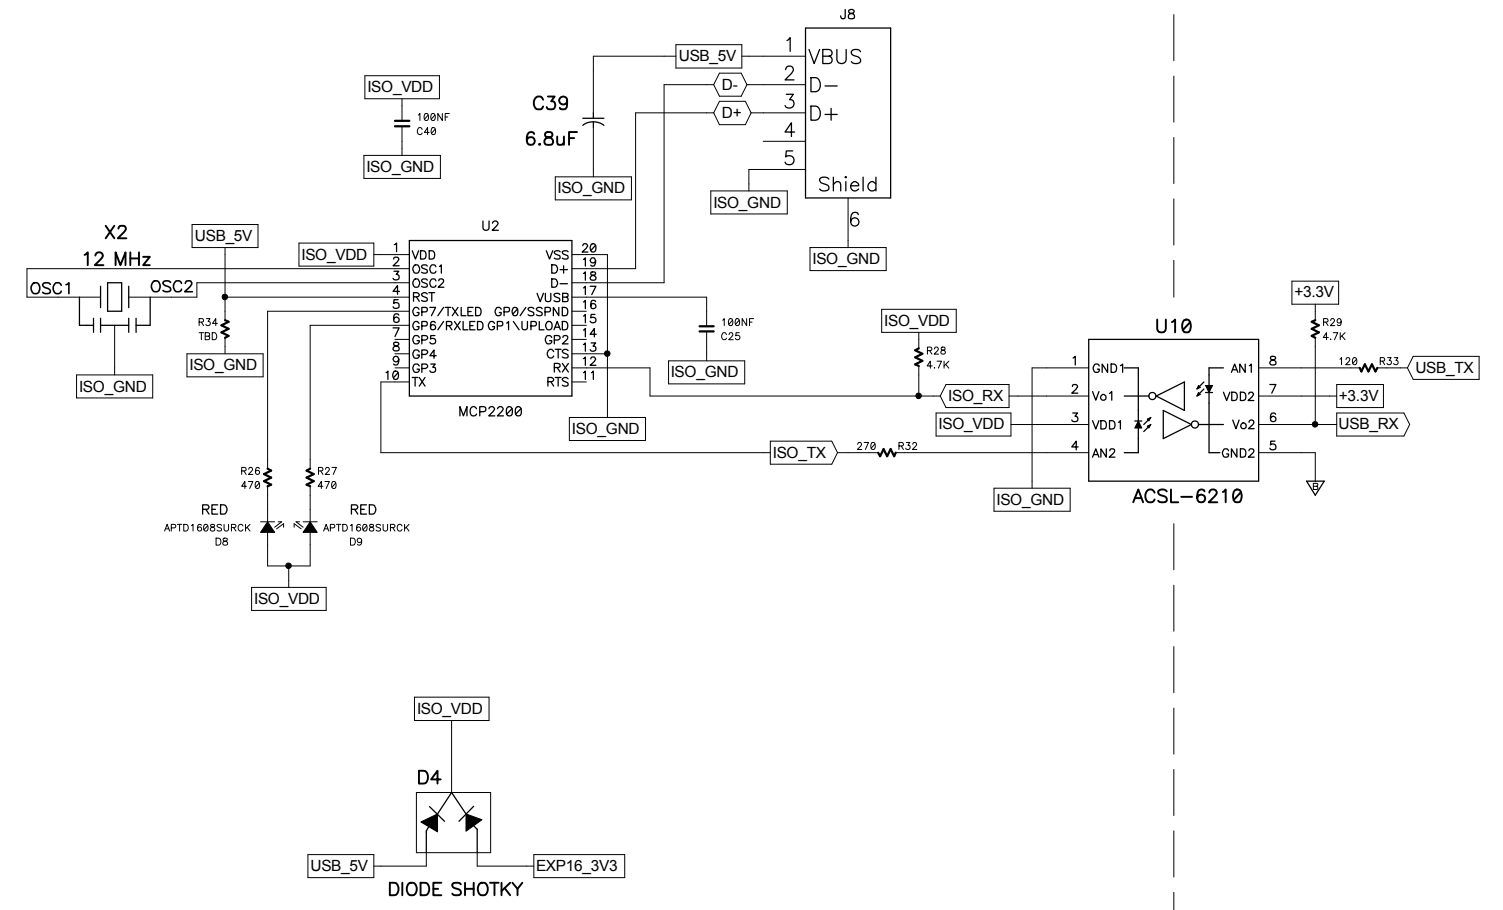 J8
1
USB_5V
VBUS
2
D-
D−
3
D+
D+
4
5
Shield
ISO_GND
6
ISO_GND
C39
6.8uF
ISO_GND
ISO_VDD
100NF
C40
ISO_GND
X2
12 MHz
OSC1
OSC2
ISO_GND
USB_5V
R34
TBD
ISO_GND
U2
ISO_VDD
1 VDD
2 OSC1
3 OSC2
4 RST
5 GP7/TXLED
6 GP6/RXLED
7 GP5
8 GP4
9 GP3
10 TX
VSS 20
D+ 19
D- 18
VUSB 17
GP0/SSPND 16
GP1\UPLOAD 15
GP2 14
CTS 13
RX 12
RTS 11
MCP2200
100NF
C25
ISO_GND
ISO_GND
R26
470
R27
470
RED
APTD1608SURCK
D8
RED
APTD1608SURCK
D9
ISO_VDD
ISO_VDD
R28
4.7K
ISO_RX
ISO_VDD
ISO_TX
270 R32
ISO_GND
+3.3V
R29
4.7K
U10
1 GND1
2 Vo1
3 VDD1
4 AN2
AN1 8
VDD2 7
Vo2 6
GND2 5
ACSL-6210
120 R33
USB_TX
+3.3V
USB_RX
B
ISO_VDD
D4
USB_5V
EXP16_3V3
DIODE SHOTKY